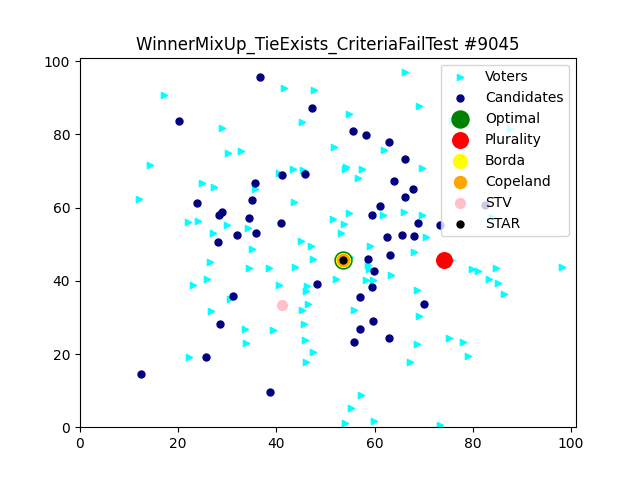 WinnerMixUp_TieExists_CriteriaFailTest #9045
100
80
60
40
20
0
0
20
40
60
80
100
Voters
Candidates
Optimal
Plurality
Borda
Copeland
STV
STAR